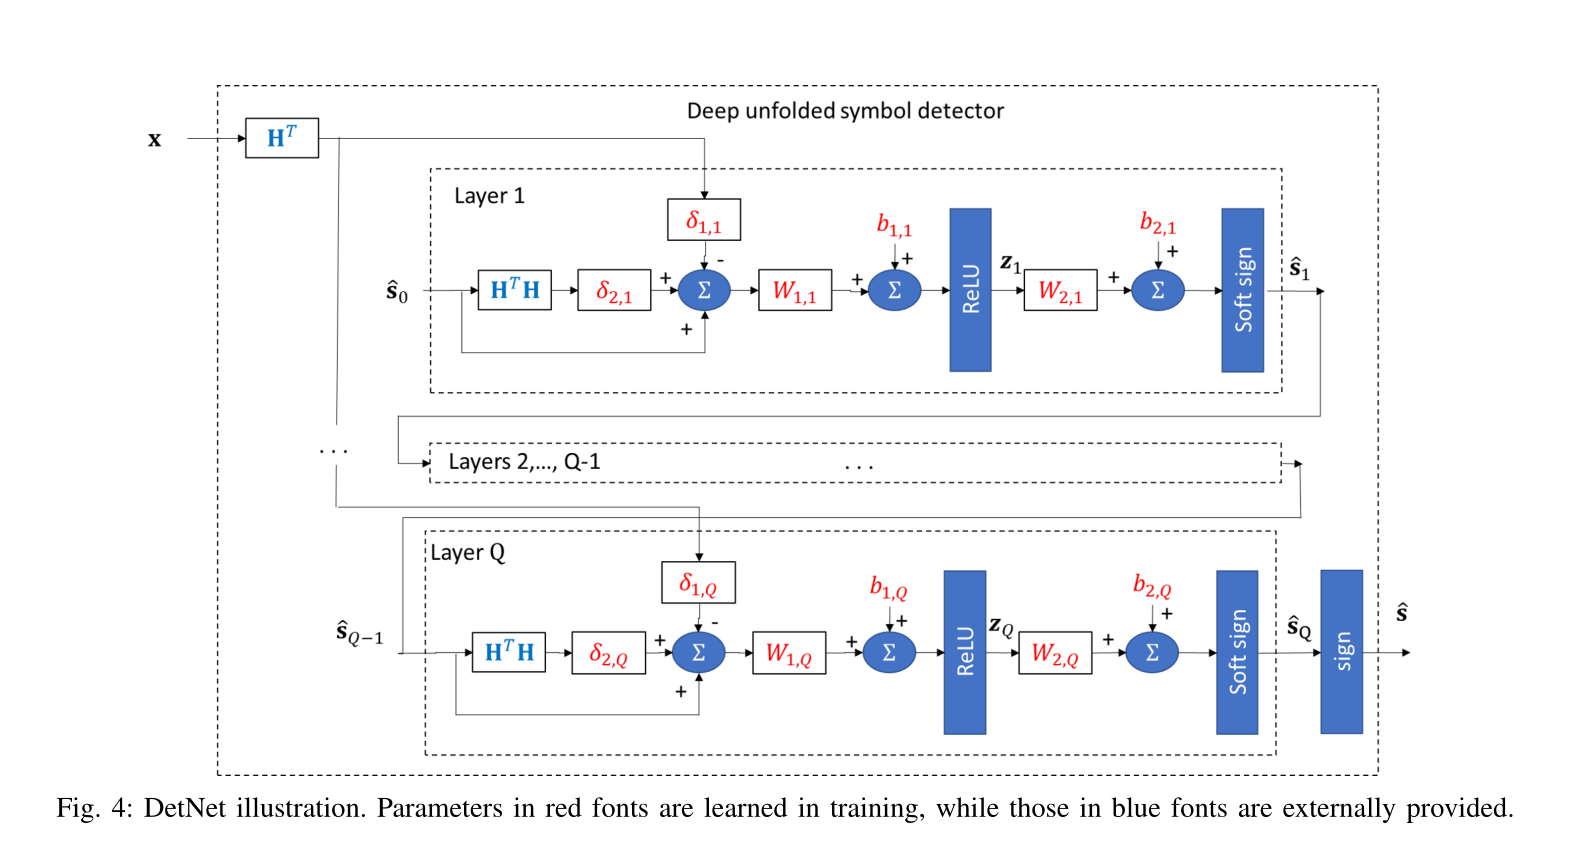 Deep unfolded symbol detector
x
H^T
Layer 1
δ_{1,1}
-
b_{1,1}
b_{2,1}
+
+
ŝ_0
H^T H
δ_{2,1}
+
Σ
W_{1,1}
+
Σ
ReLU
z_1
W_{2,1}
+
Σ
Soft sign
ŝ_1
+
...
Layers 2,..., Q-1
...
Layer Q
δ_{1,Q}
-
b_{1,Q}
b_{2,Q}
+
+
ŝ_{Q-1}
H^T H
δ_{2,Q}
+
Σ
W_{1,Q}
+
Σ
ReLU
z_Q
W_{2,Q}
+
Σ
Soft sign
ŝ_Q
sign
ŝ
+
Fig. 4: DetNet illustration. Parameters in red fonts are learned in training, while those in blue fonts are externally provided.